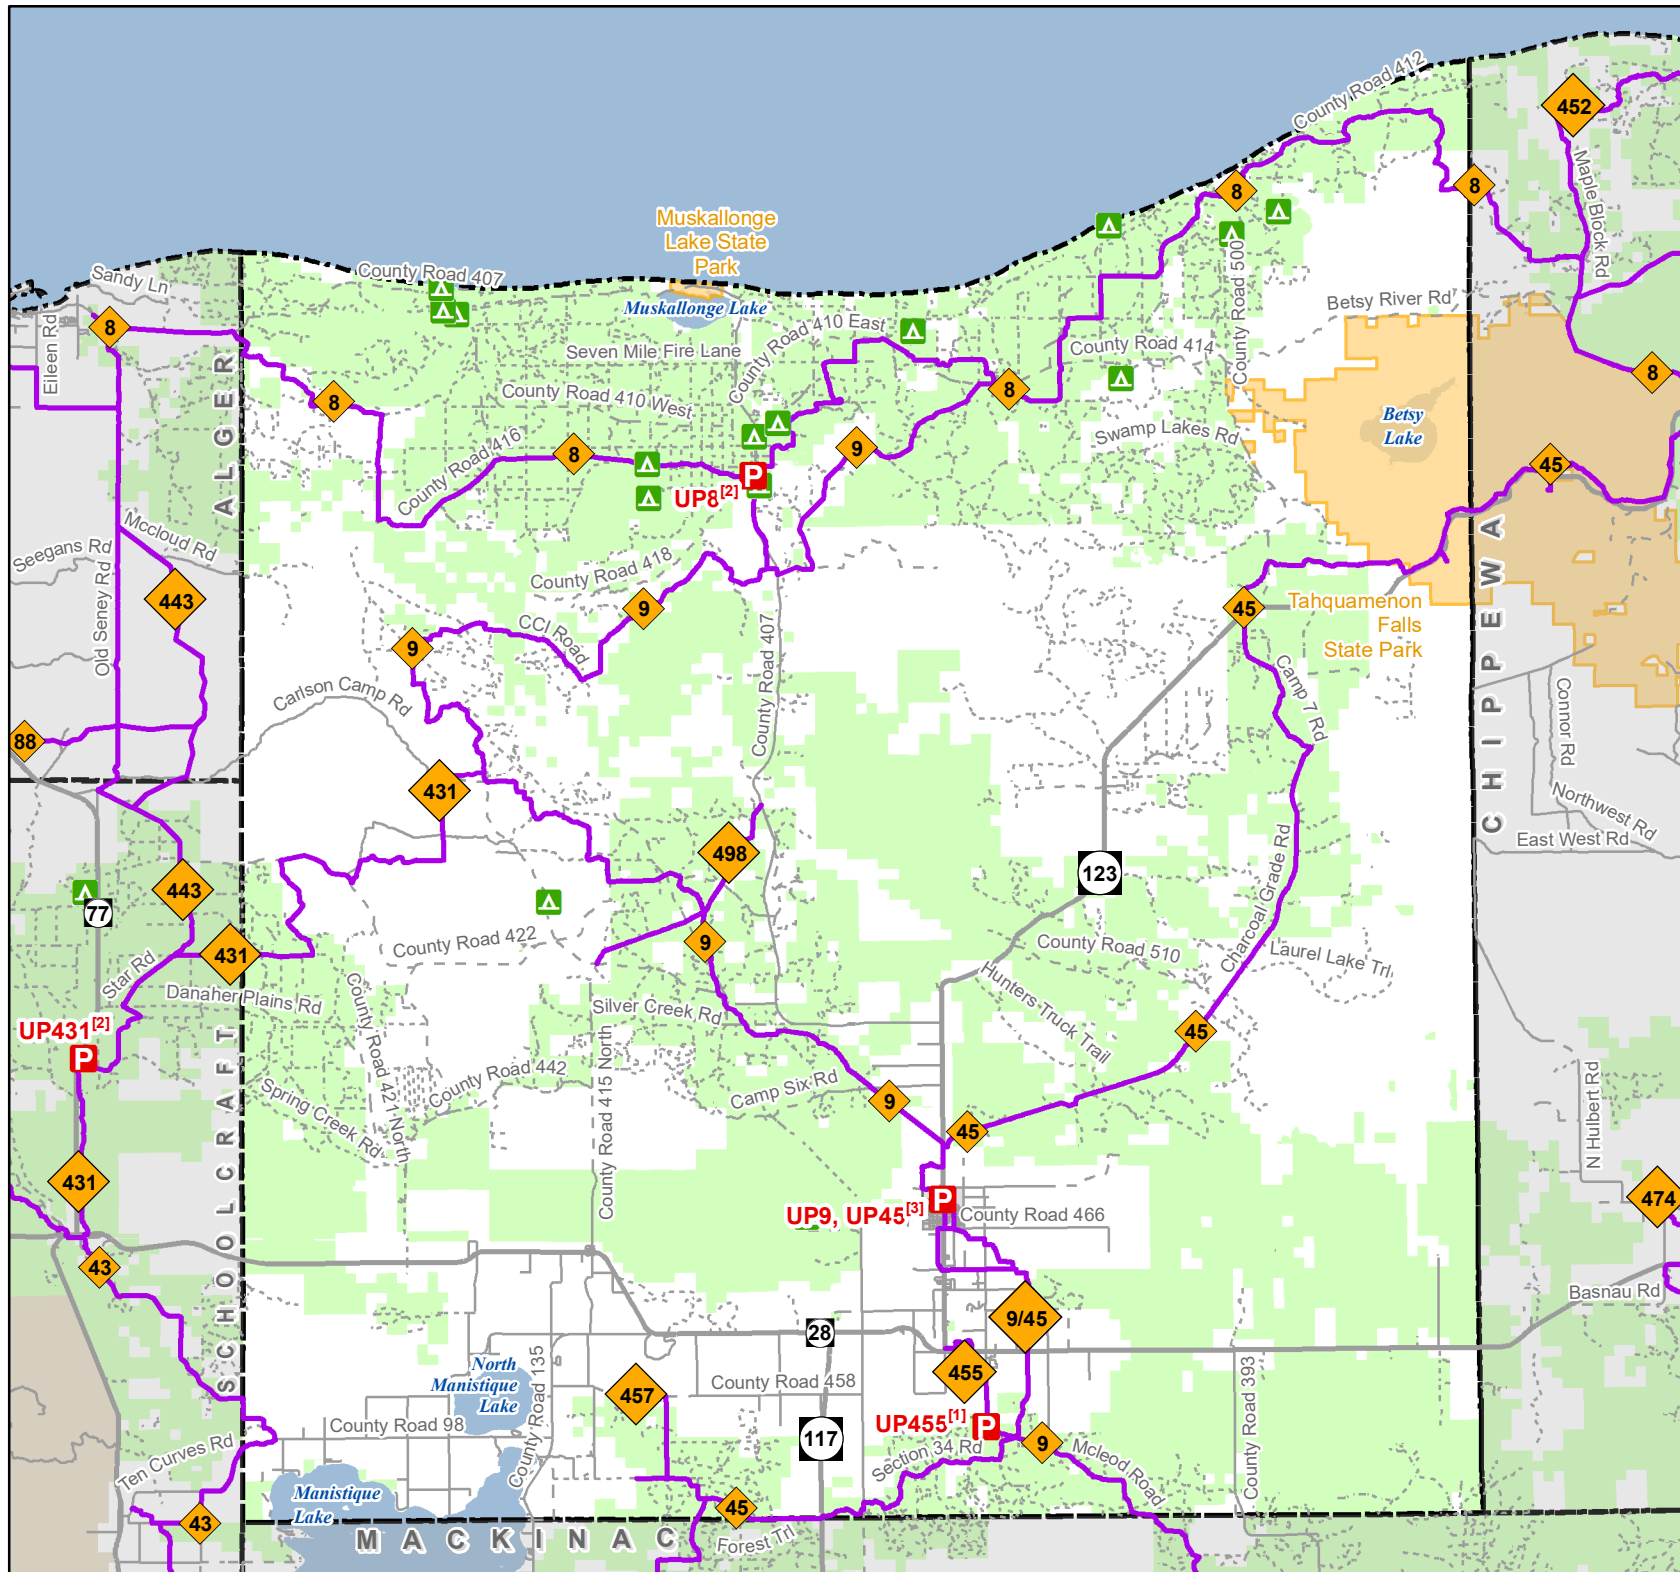 County Road 412
452
Maple Block Rd
8
8
Muskallonge
Lake State
Park
Sandy Ln
County Road 407
Muskallonge Lake
County Road 500
Betsy River Rd
8
Eileen Rd
County Road 410 East
Seven Mile Fire Lane
County Road 414
ALGER
8
County Road 410 West
8
8
Betsy
Lake
County Road 416
8
9
Swamp Lakes Rd
45
P
UP8[2]
Mccloud Rd
Seegans Rd
Old Seney Rd
443
County Road 418
9
CCI Road
9
County Road 407
45
Tahquamenon
Falls
State Park
CHIPPEWA
Camp 7 Rd
Connor Rd
Carlson Camp Rd
88
431
Northwest Rd
East West Rd
498
123
443
77
Charcoal Grade Rd
431
County Road 422
9
County Road 510
Laurel Lake Trl
Star Rd
Danaher Plains Rd
Hunters Truck Trail
County Road 421 North
Silver Creek Rd
UP431[2]
P
45
County Road 442
County Road 415 North
Spring Creek Rd
Camp Six Rd
9
45
N Hulbert Rd
SCHOOLCRAFT
431
P
UP9, UP45[3]
County Road 466
474
43
Basnau Rd
9/45
28
North
Manistique
Lake
County Road 135
457
County Road 458
455
County Road 393
County Road 98
117
UP455[1]
P
9
Mcleod Road
Section 34 Rd
Ten Curves Rd
Manistique
Lake
43
45
Forest Trl
MACKINAC